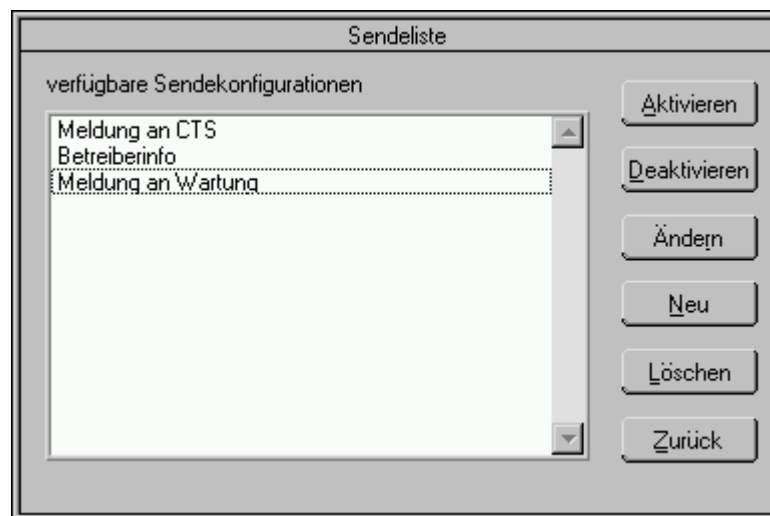 Sendeliste
verfügbare Sendekonfigurationen
Meldung an CTS
Betreiberinfo
Meldung an Wartung
Aktivieren
Deaktivieren
Ändern
Neu
Löschen
Zurück